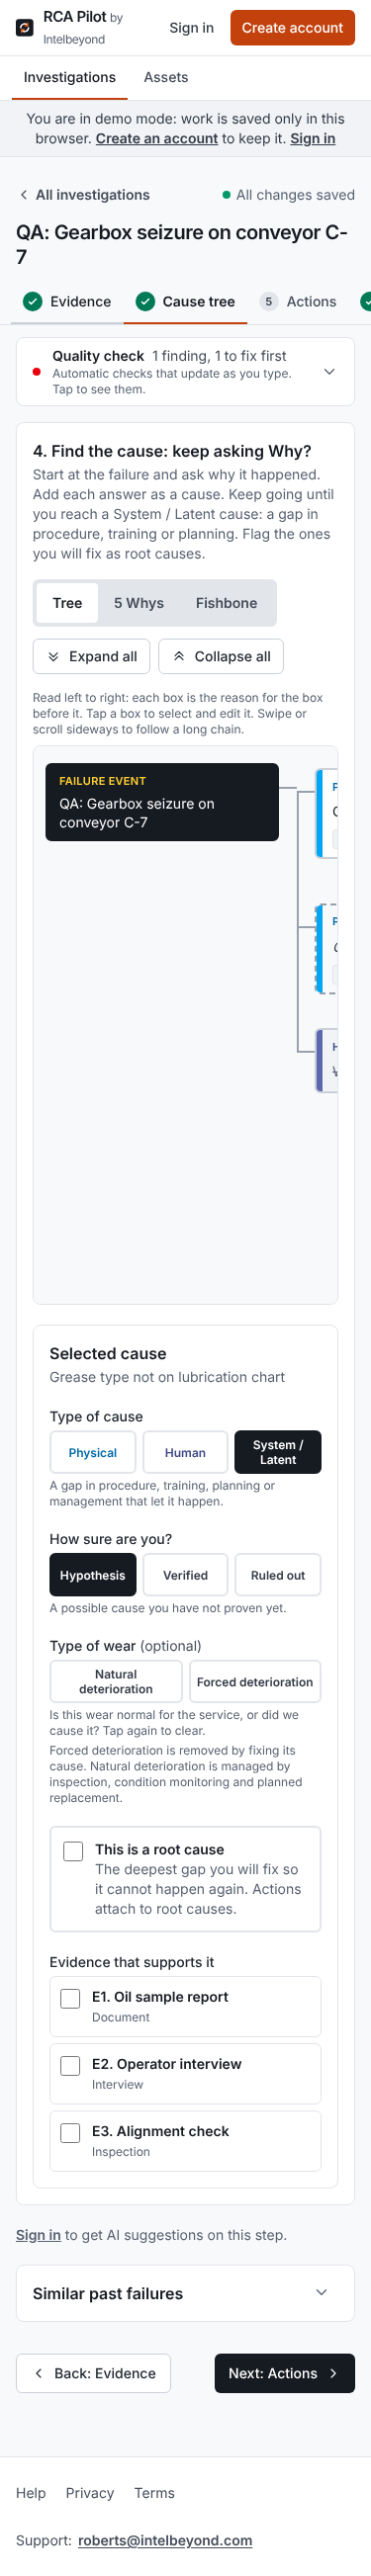 RCA Pilot by
Intelbeyond
Sign in
Create account
Investigations
Assets
You are in demo mode: work is saved only in this
browser. Create an account to keep it. Sign in
All investigations
All changes saved
QA: Gearbox seizure on conveyor C-
7
Evidence
Cause tree
5 Actions
Quality check 1 finding, 1 to fix first
Automatic checks that update as you type.
Tap to see them.
4. Find the cause: keep asking Why?
Start at the failure and ask why it happened.
Add each answer as a cause. Keep going until
you reach a System / Latent cause: a gap in
procedure, training or planning. Flag the ones
you will fix as root causes.
Tree
5 Whys
Fishbone
Expand all
Collapse all
Read left to right: each box is the reason for the box
before it. Tap a box to select and edit it. Swipe or
scroll sideways to follow a long chain.
FAILURE EVENT
QA: Gearbox seizure on
conveyor C-7
Selected cause
Grease type not on lubrication chart
Type of cause
Physical
Human
System /
Latent
A gap in procedure, training, planning or
management that let it happen.
How sure are you?
Hypothesis
Verified
Ruled out
A possible cause you have not proven yet.
Type of wear (optional)
Natural
deterioration
Forced deterioration
Is this wear normal for the service, or did we
cause it? Tap again to clear.
Forced deterioration is removed by fixing its
cause. Natural deterioration is managed by
inspection, condition monitoring and planned
replacement.
This is a root cause
The deepest gap you will fix so
it cannot happen again. Actions
attach to root causes.
Evidence that supports it
E1. Oil sample report
Document
E2. Operator interview
Interview
E3. Alignment check
Inspection
Sign in to get AI suggestions on this step.
Similar past failures
Back: Evidence
Next: Actions
Help
Privacy
Terms
Support: roberts@intelbeyond.com